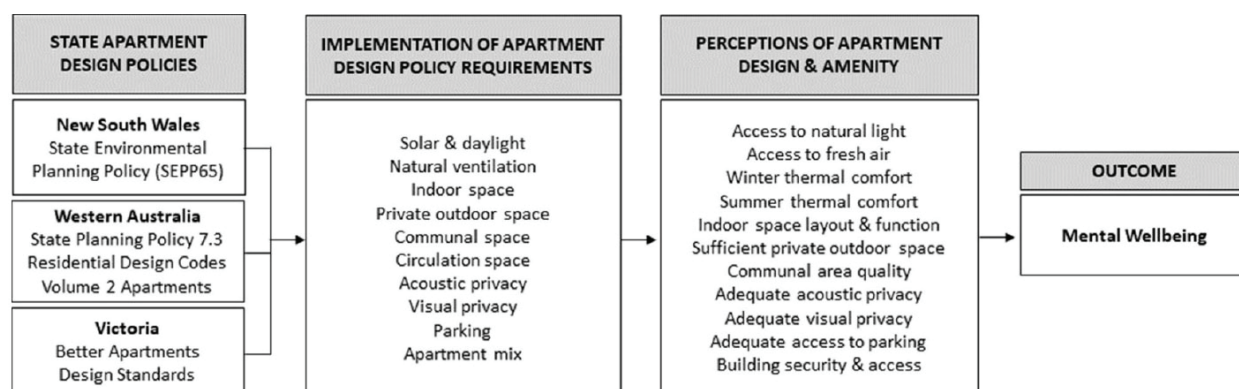 STATE APARTMENT
DESIGN POLICIES
New South Wales
State Environmental
Planning Policy (SEPP65)
Western Australia
State Planning Policy 7.3
Residential Design Codes
Volume 2 Apartments
Victoria
Better Apartments
Design Standards
IMPLEMENTATION OF APARTMENT
DESIGN POLICY REQUIREMENTS
Solar & daylight
Natural ventilation
Indoor space
Private outdoor space
Communal space
Circulation space
Acoustic privacy
Visual privacy
Parking
Apartment mix
PERCEPTIONS OF APARTMENT
DESIGN & AMENITY
Access to natural light
Access to fresh air
Winter thermal comfort
Summer thermal comfort
Indoor space layout & function
Sufficient private outdoor space
Communal area quality
Adequate acoustic privacy
Adequate visual privacy
Adequate access to parking
Building security & access
OUTCOME
Mental Wellbeing